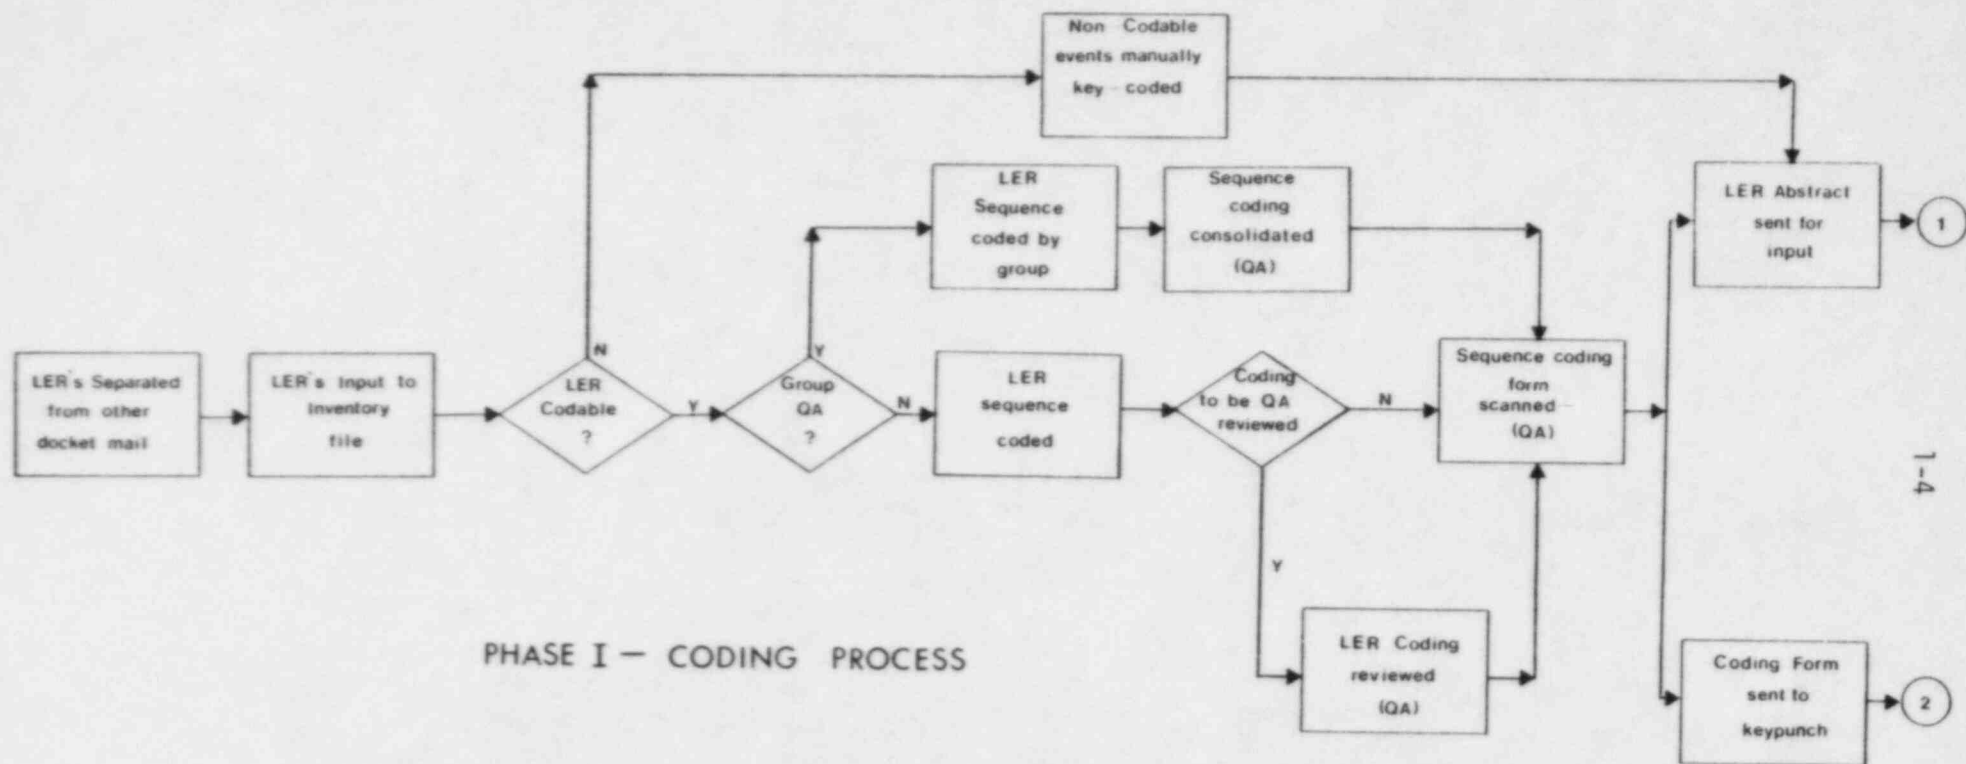 Non Codable
events manually
key-coded
LER
Sequence
coded by
group
Sequence
coding
consolidated
(QA)
LER Abstract
sent for
input
1
LER's Separated
from other
docket mail
LER's Input to
Inventory
file
N
LER
Codable
?
Y
Y
Group
QA
?
N
LER
sequence
coded
Coding
to be QA
reviewed
N
Y
Sequence coding
form
scanned
(QA)
1-4
LER Coding
reviewed
(QA)
Coding Form
sent to
keypunch
2
PHASE I — CODING PROCESS